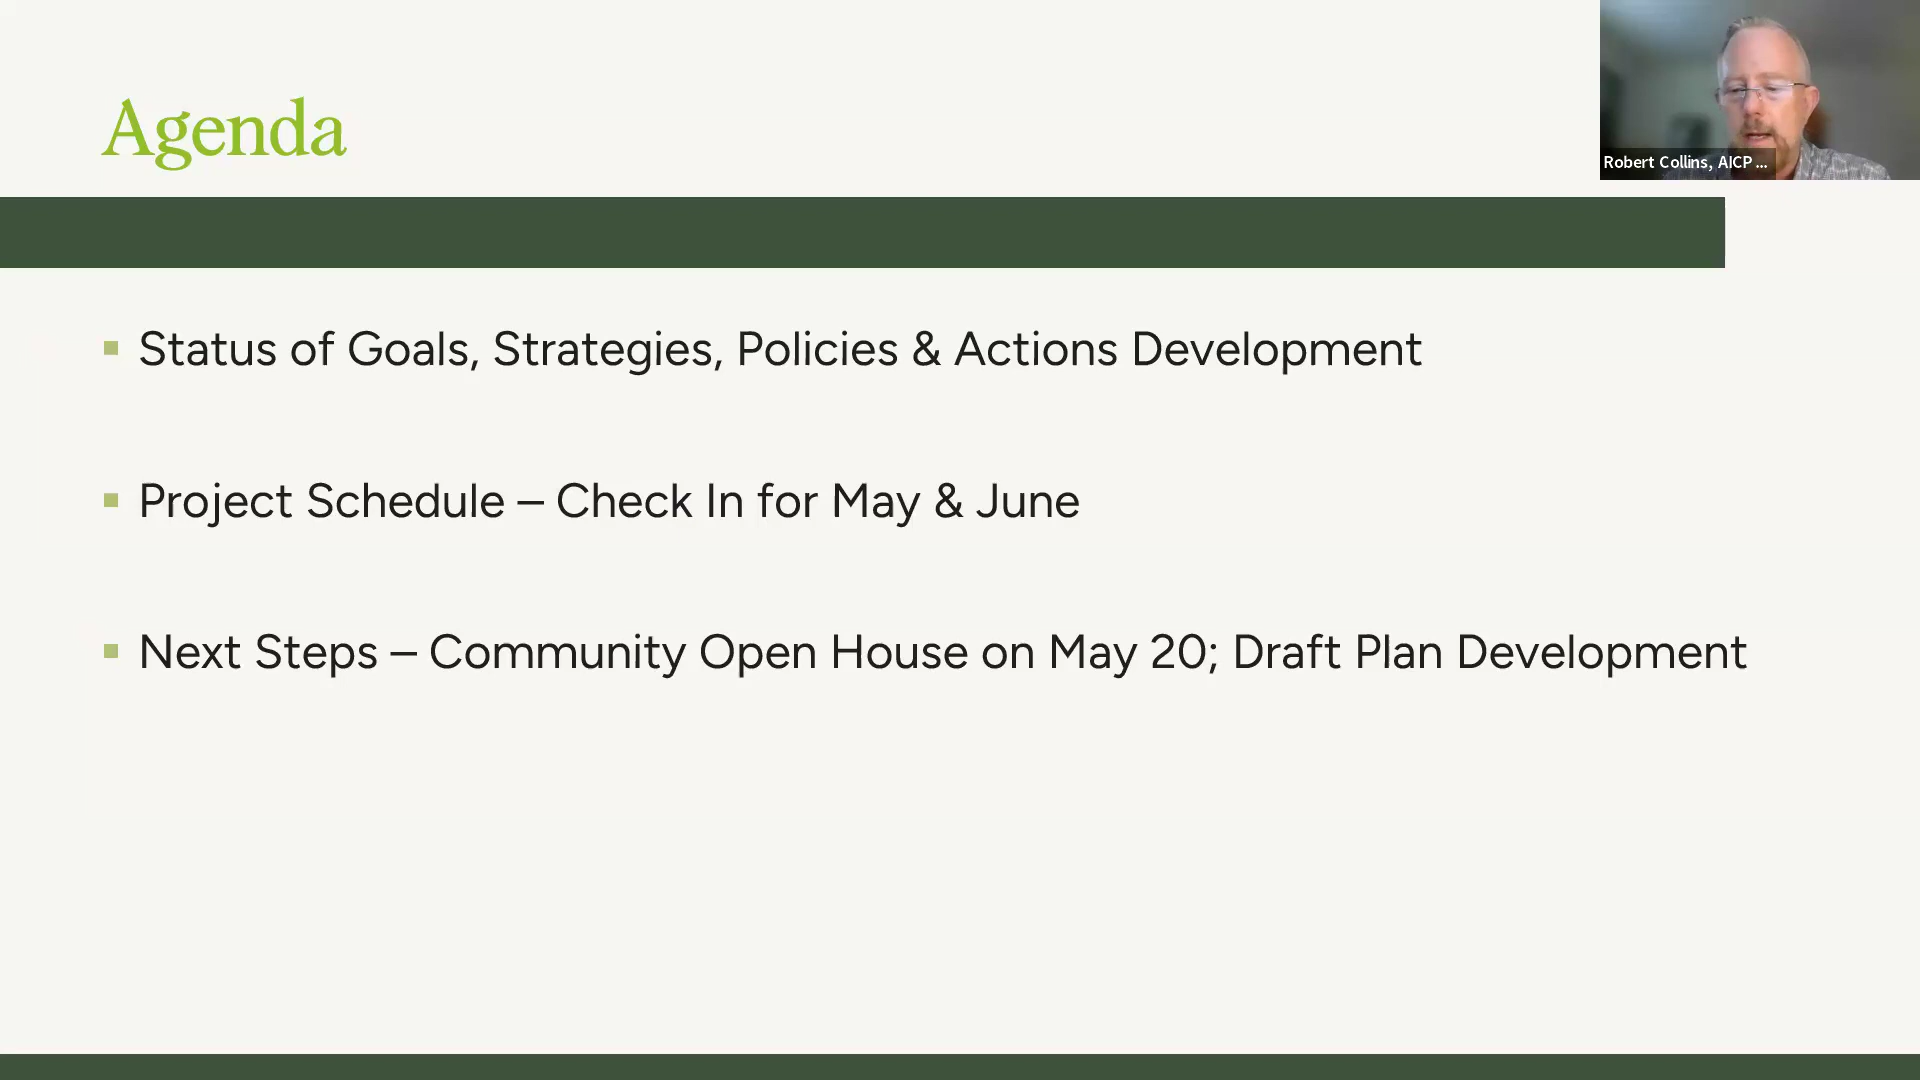 Agenda
Robert Collins, AICP ...
Status of Goals, Strategies, Policies & Actions Development
Project Schedule – Check In for May & June
Next Steps – Community Open House on May 20; Draft Plan Development